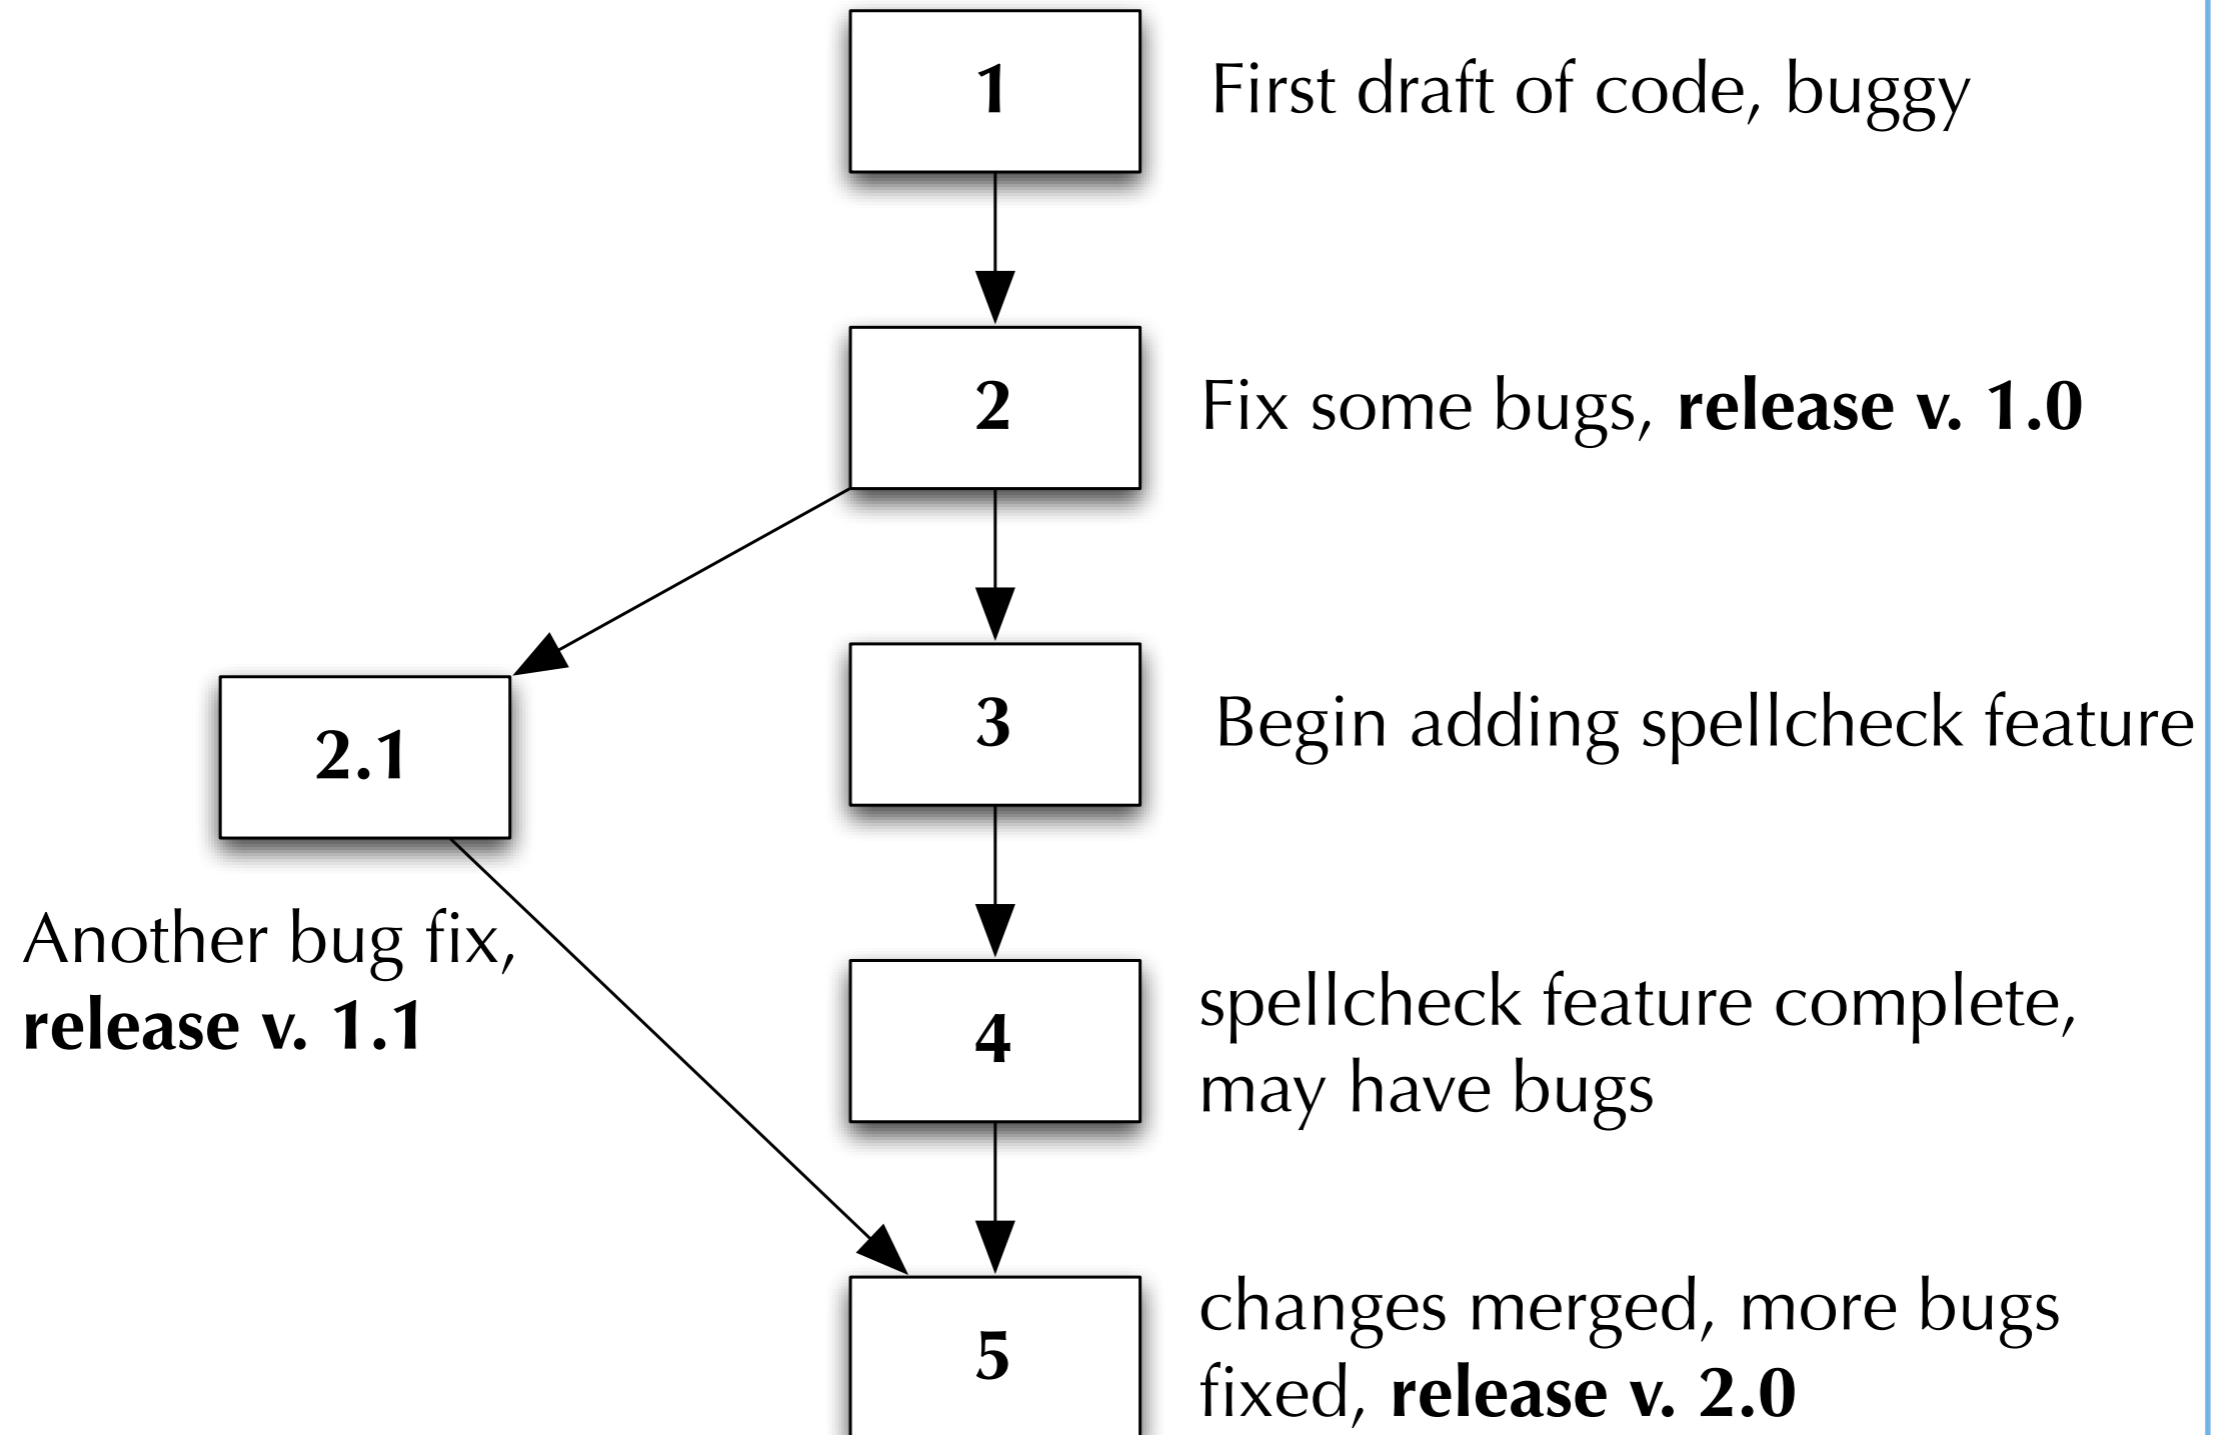 1
First draft of code, buggy
2
Fix some bugs, release v. 1.0
3
Begin adding spellcheck feature
2.1
Another bug fix,
release v. 1.1
4
spellcheck feature complete,
may have bugs
5
changes merged, more bugs
fixed, release v. 2.0